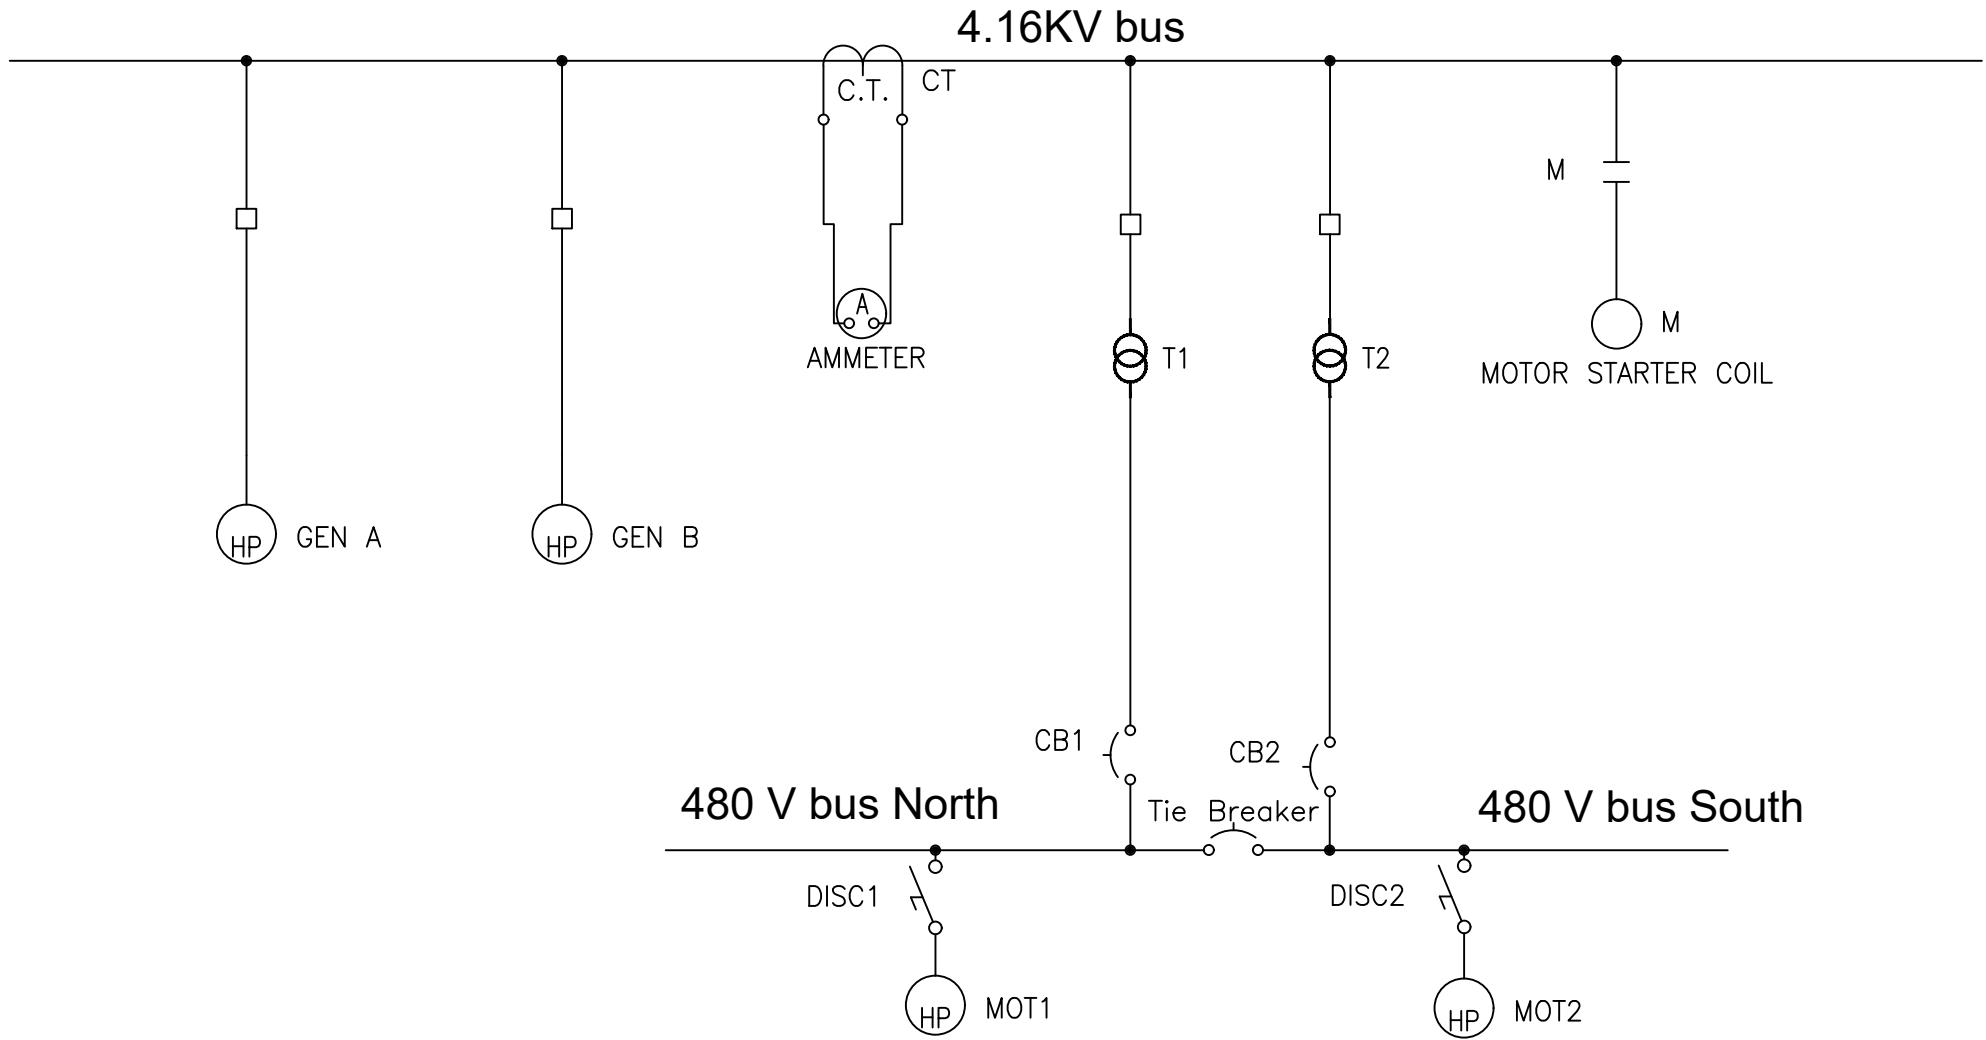 4.16KV bus
C.T.
CT
M
A
AMMETER
T1
T2
M
MOTOR STARTER COIL
HP
GEN A
HP
GEN B
CB1
CB2
480 V bus North
Tie Breaker
480 V bus South
DISC1
DISC2
HP
MOT1
HP
MOT2